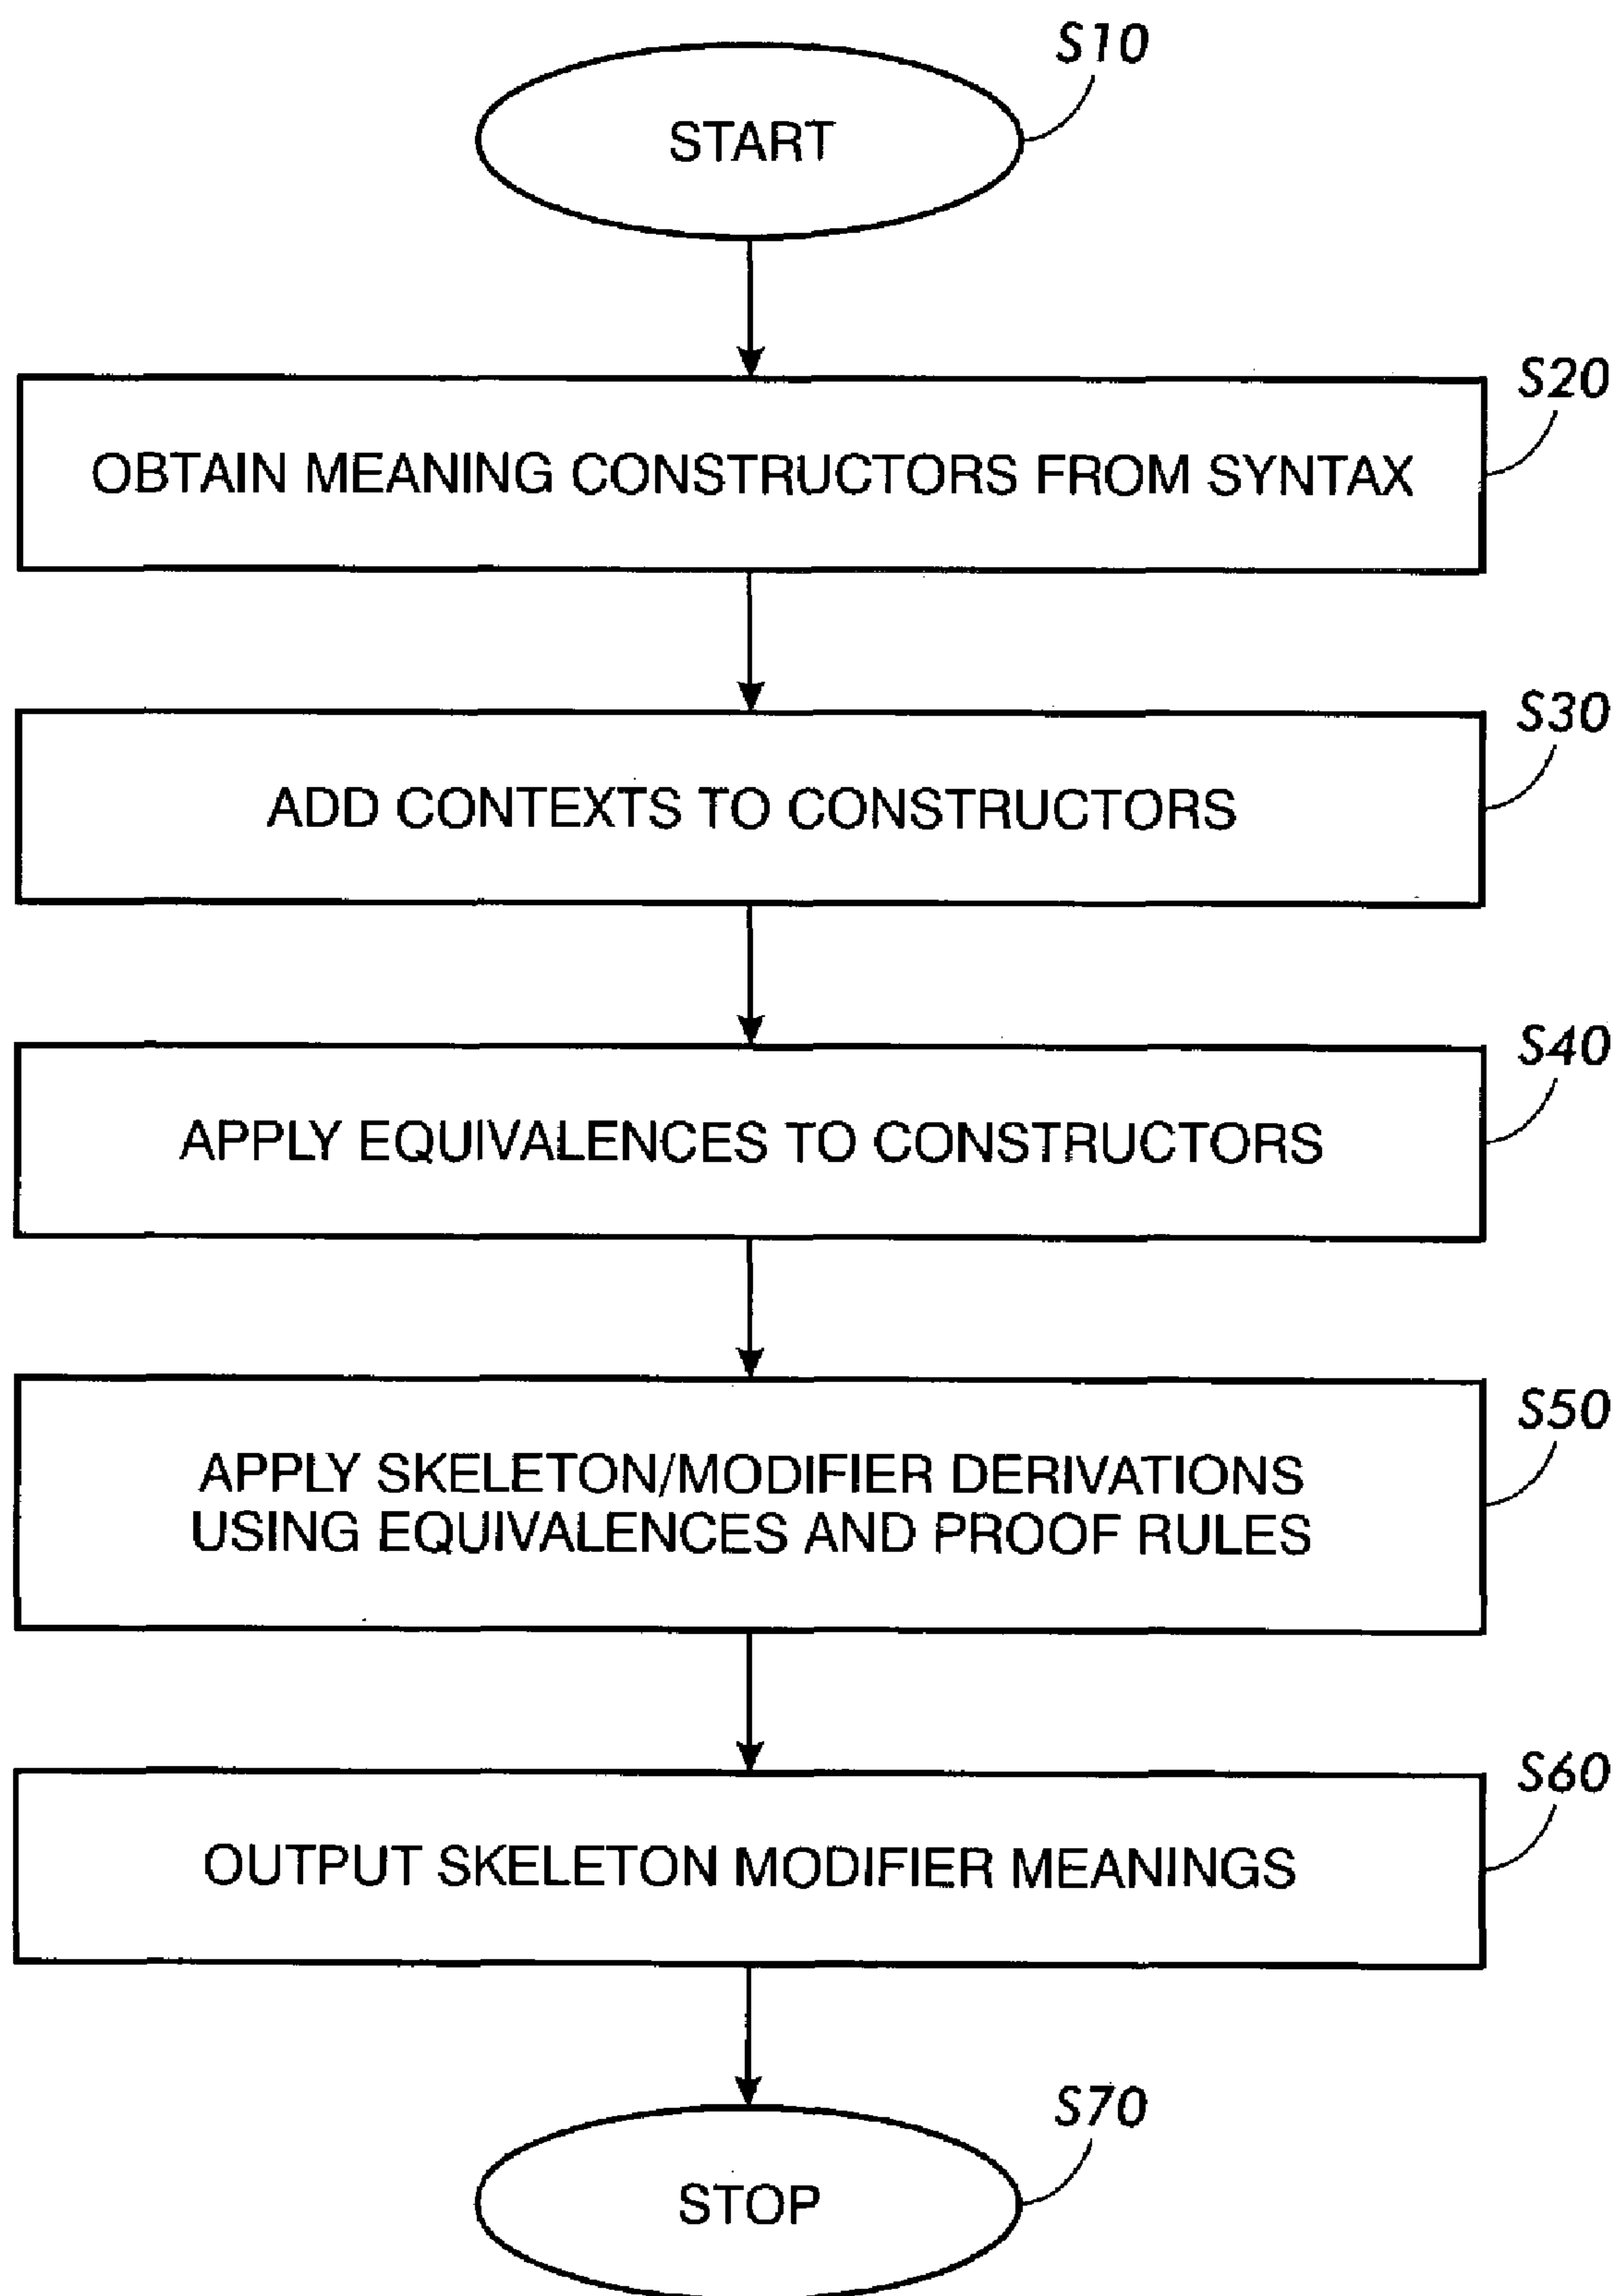 S10
START
S20
OBTAIN MEANING CONSTRUCTORS FROM SYNTAX
S30
ADD CONTEXTS TO CONSTRUCTORS
S40
APPLY EQUIVALENCES TO CONSTRUCTORS
S50
APPLY SKELETON/MODIFIER DERIVATIONS
USING EQUIVALENCES AND PROOF RULES
S60
OUTPUT SKELETON MODIFIER MEANINGS
S70
STOP